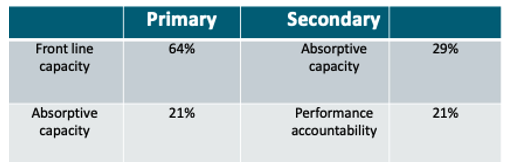 Primary Secondary
Front line 64% Absorptive 29%
capacity capacity
Absorptive 21% Performance 21%
capacity accountability